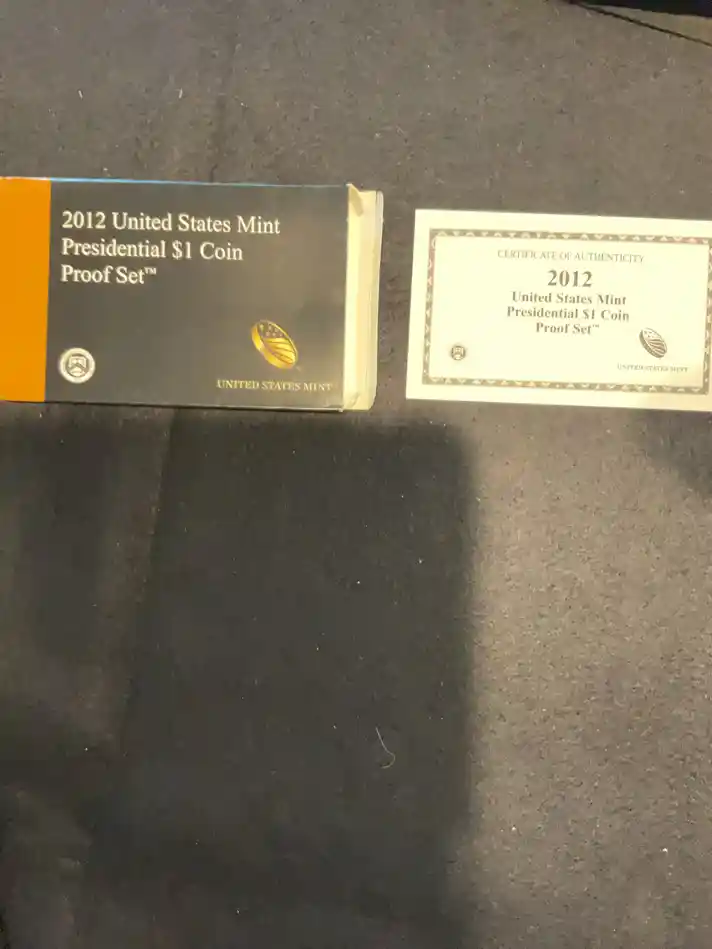 2012 United States Mint
Presidential $1 Coin
Proof Set™
UNITED STATES MINT
CERTIFICATE OF AUTHENTICITY
2012
United States Mint
Presidential $1 Coin
Proof Set™
UNITED STATES MINT